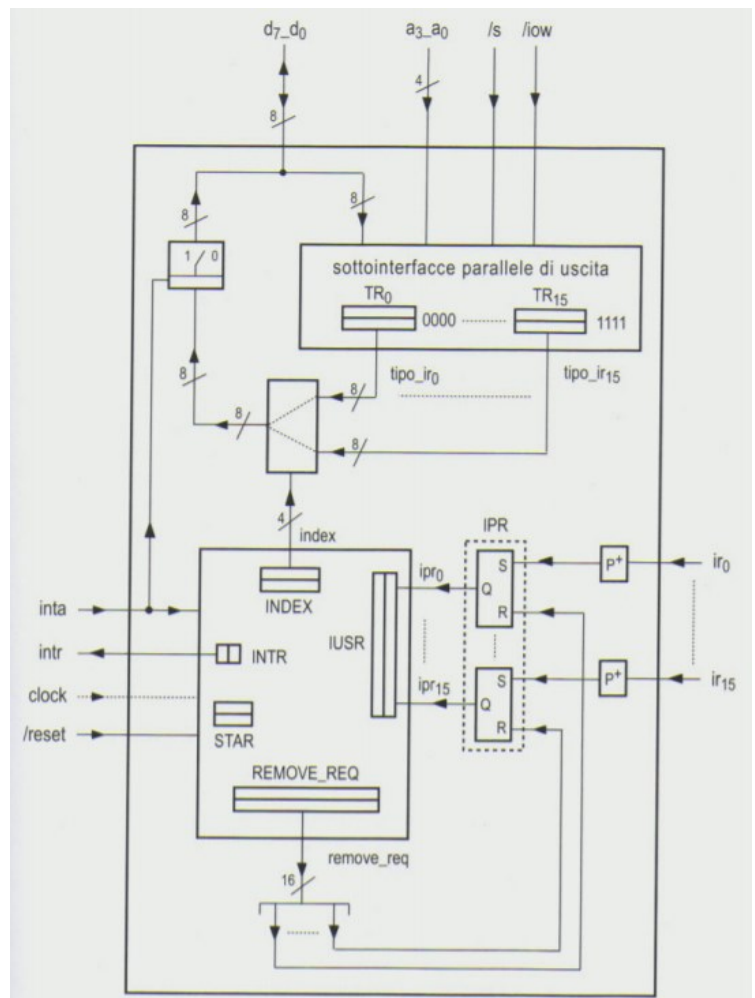 d7_d0
a3_a0
/s
/iow
8
4
8
8
1 0
sottointerfacce parallele di uscita
TR0
0000
TR15
1111
8
8
8
8
tipo_ir0
tipo_ir15
4
index
IPR
INDEX
IUSR
ipr0
S
Q
R
P+
ir0
inta
intr
INTR
clock
/reset
STAR
ipr15
S
Q
R
P+
ir15
REMOVE_REQ
remove_req
16